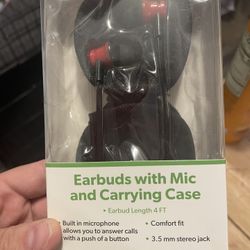 Earbuds with Mic
and Carrying Case
• Earbud Length 4 FT
Built in microphone
allows you to answer calls
with a push of a button
• Comfort fit
• 3.5 mm stereo jack